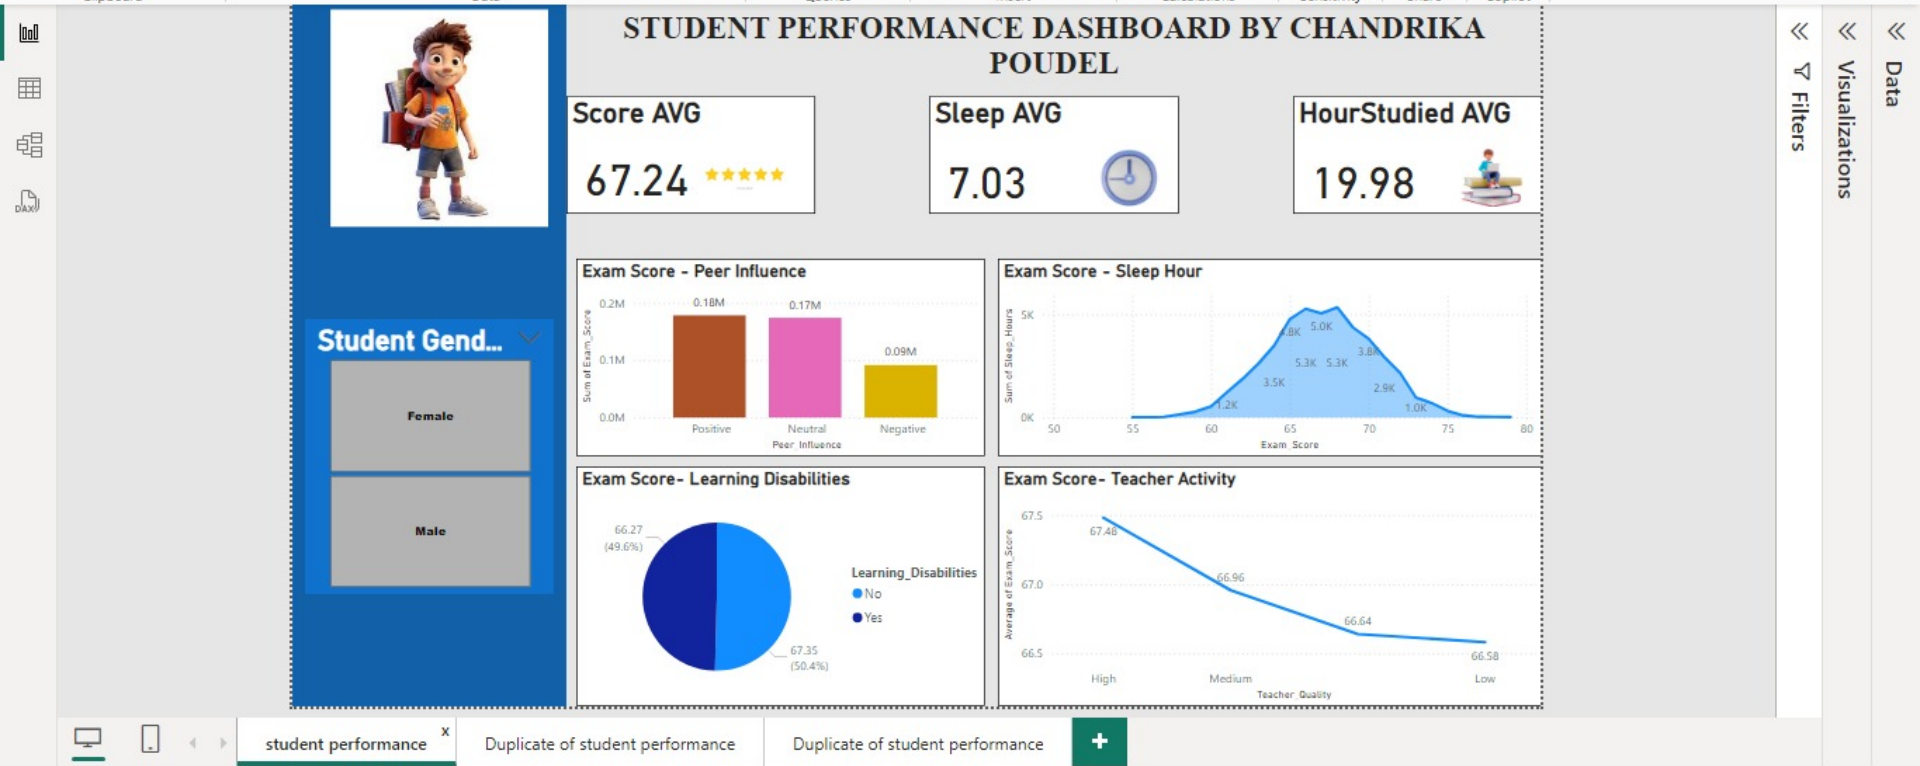 STUDENT PERFORMANCE DASHBOARD BY CHANDRIKA
POUDEL
Score AVG
67.24
Sleep AVG
7.03
HourStudied AVG
19.98
Student Gend...
Female
Male
Exam Score - Peer Influence
Sum of Exam_Score
0.2M
0.1M
0.0M
0.18M
0.17M
0.09M
Positive
Neutral
Negative
Peer_Influence
Exam Score - Sleep Hour
Sum of Sleep_Hours
5K
0K
1.2K
3.5K
4.8K
5.3K
5.0K
5.3K
3.8K
2.9K
1.0K
50
55
60
65
70
75
80
Exam_Score
Exam Score- Learning Disabilities
66.27
(49.6%)
67.35
(50.4%)
Learning_Disabilities
No
Yes
Exam Score- Teacher Activity
Average of Exam_Score
67.5
67.0
66.5
67.48
66.96
66.64
66.58
High
Medium
Low
Teacher_Quality
Filters
Visualizations
Data
DAX
student performance
x
Duplicate of student performance
Duplicate of student performance
+